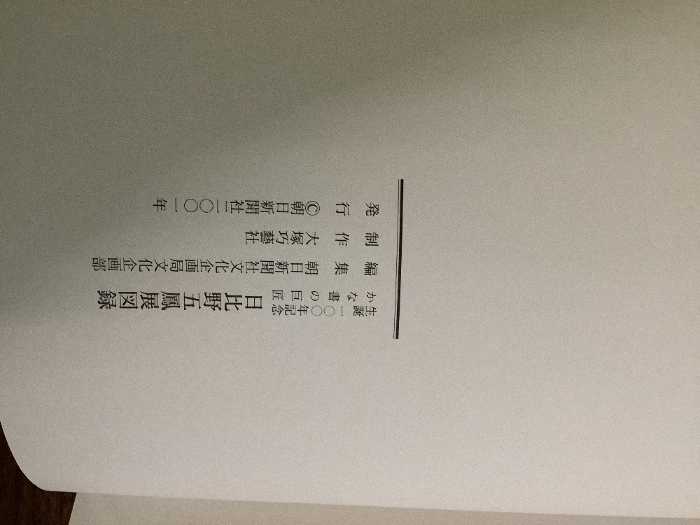 生誕一〇〇年記念
かな書の巨匠
日比野五鳳展図録
編集 朝日新聞社文化企画局文化企画部
制作 大塚巧藝社
発行 ©朝日新聞社二〇〇一年